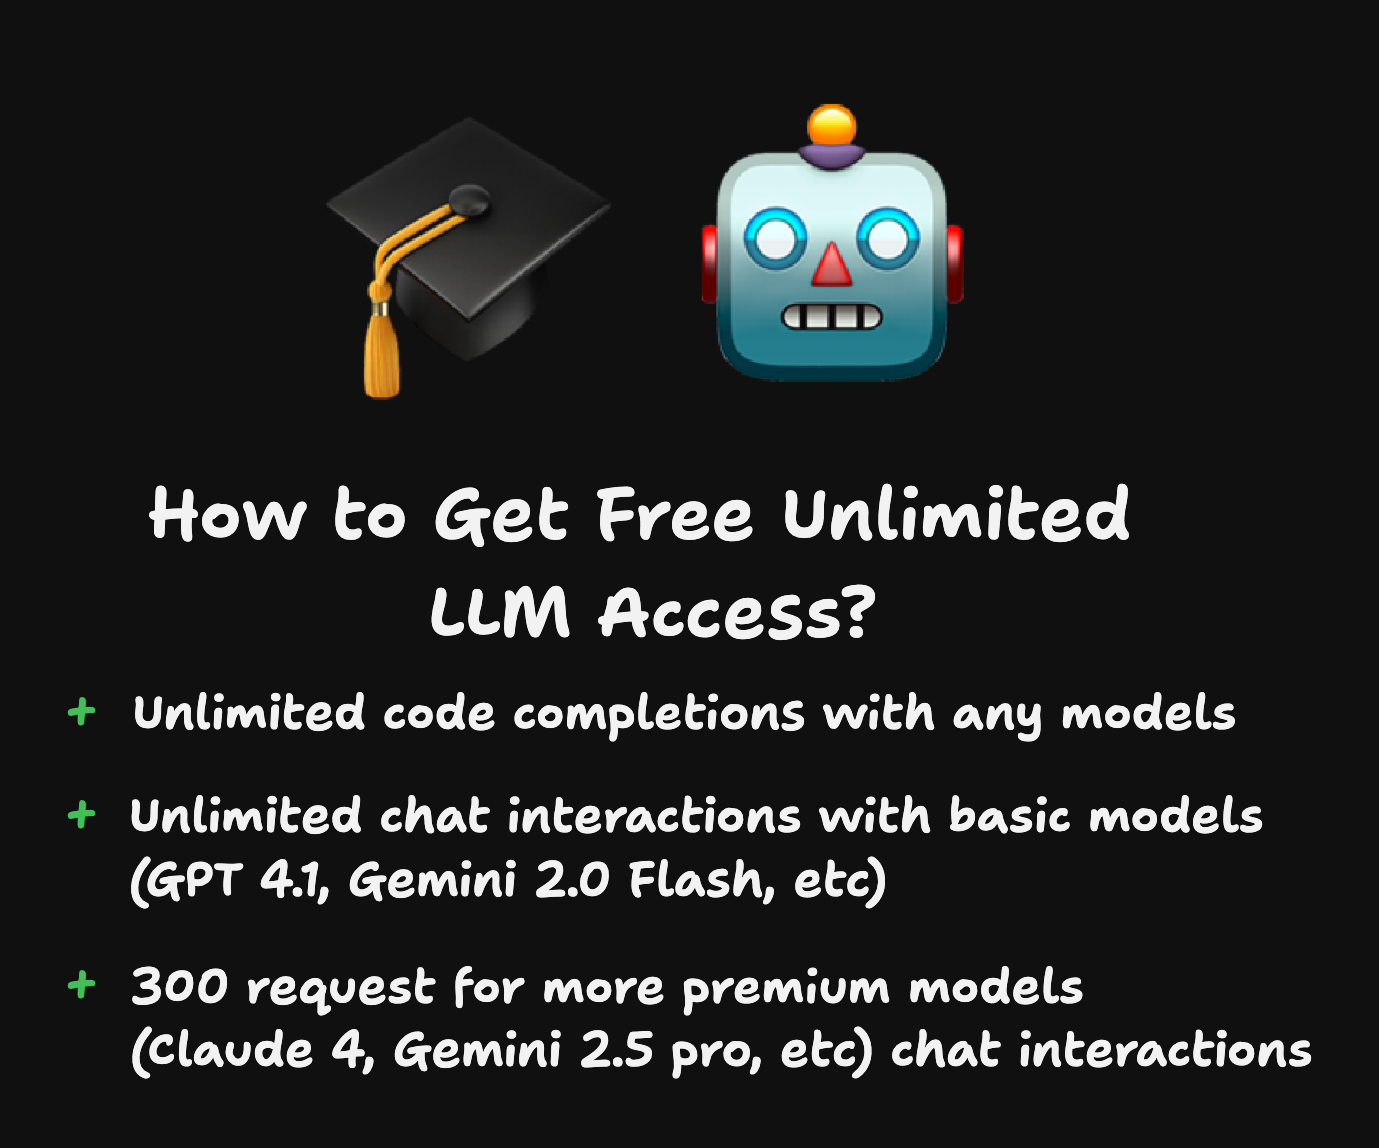 How to Get Free Unlimited
LLM Access?
+ Unlimited code completions with any models
+ Unlimited chat interactions with basic models
(GPT 4.1, Gemini 2.0 Flash, etc)
+ 300 request for more premium models
(Claude 4, Gemini 2.5 pro, etc) chat interactions